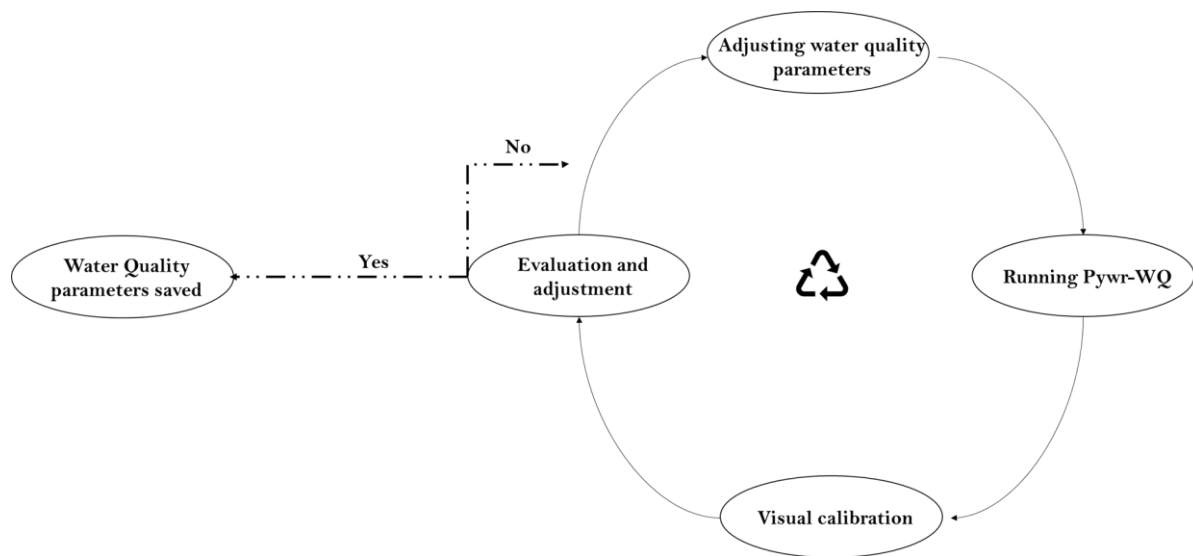 Adjusting water quality
parameters
No
Yes
Water Quality
parameters saved
Evaluation and
adjustment
Running Pywr-WQ
Visual calibration